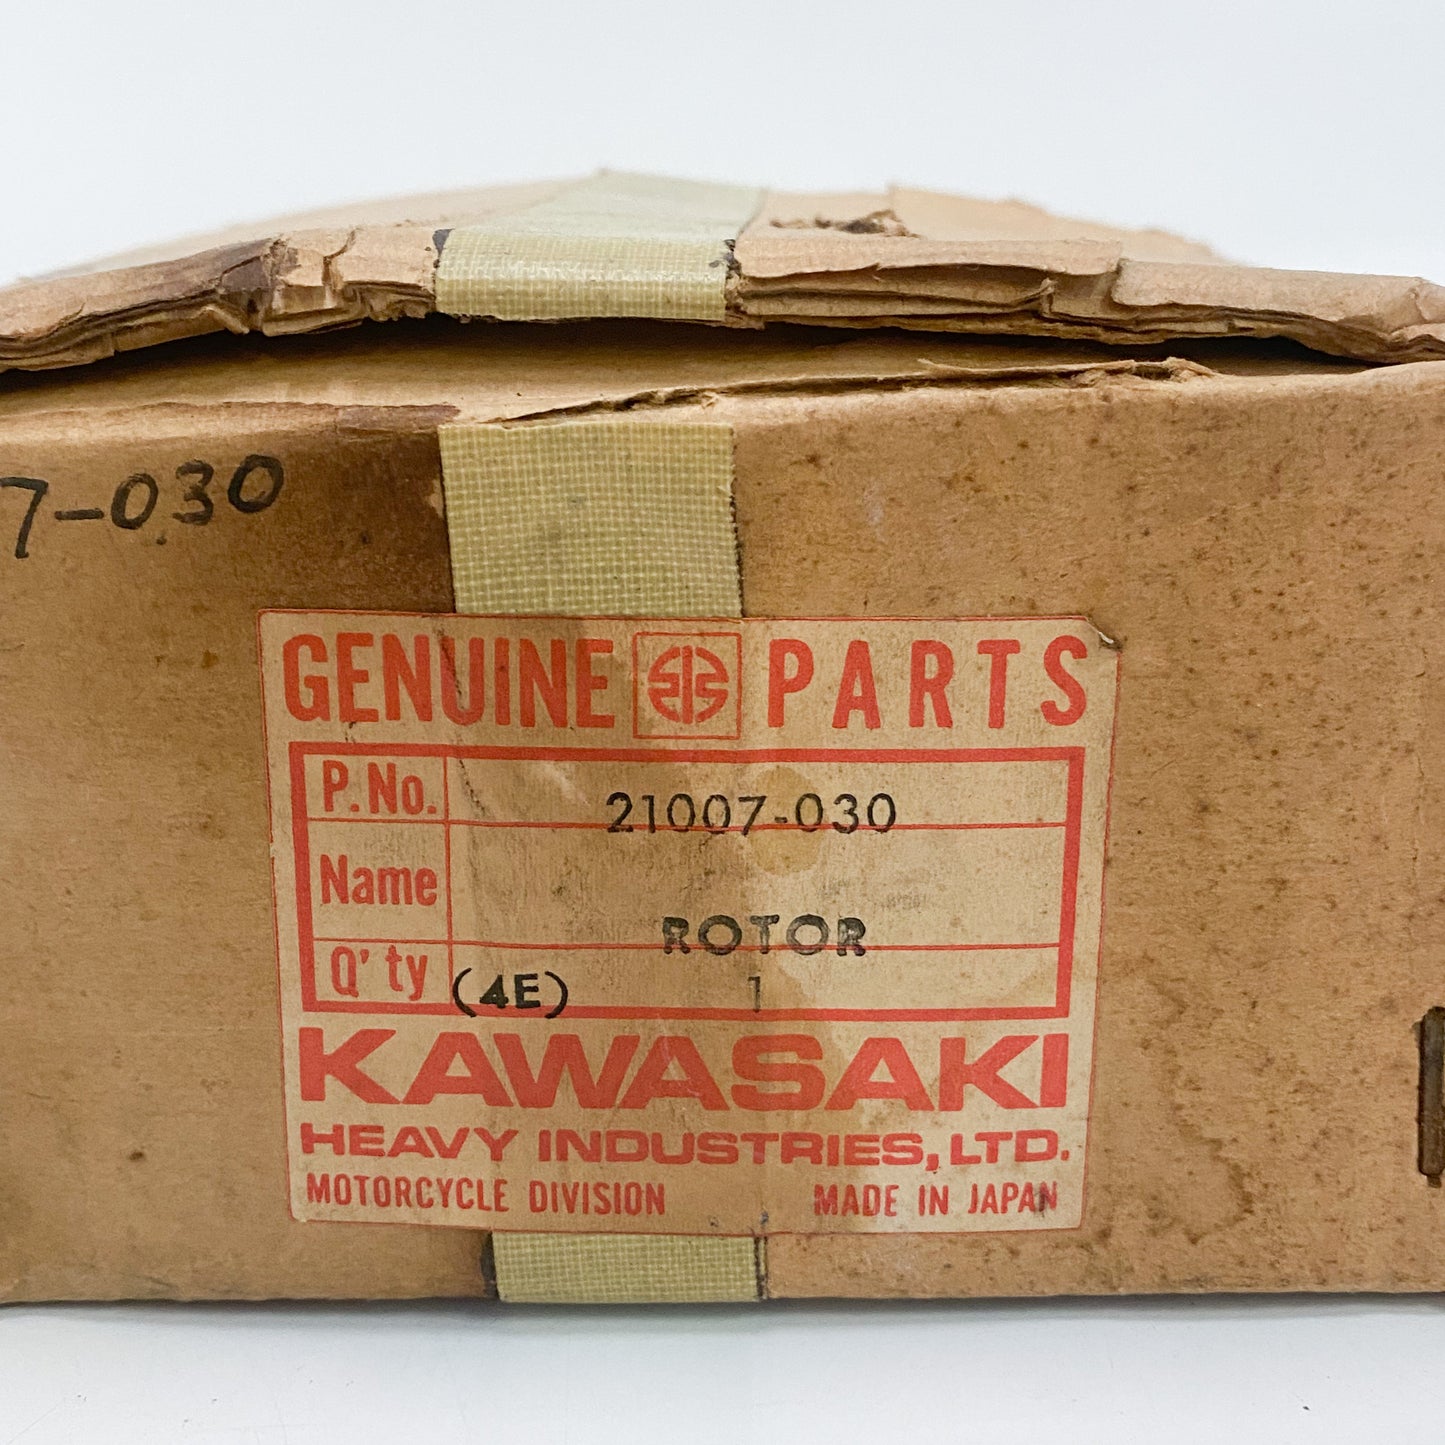 7-030
GENUINE PARTS
P.No. 21007-030
Name ROTOR
Q'ty (4E) 1
KAWASAKI
HEAVY INDUSTRIES, LTD.
MOTORCYCLE DIVISION MADE IN JAPAN